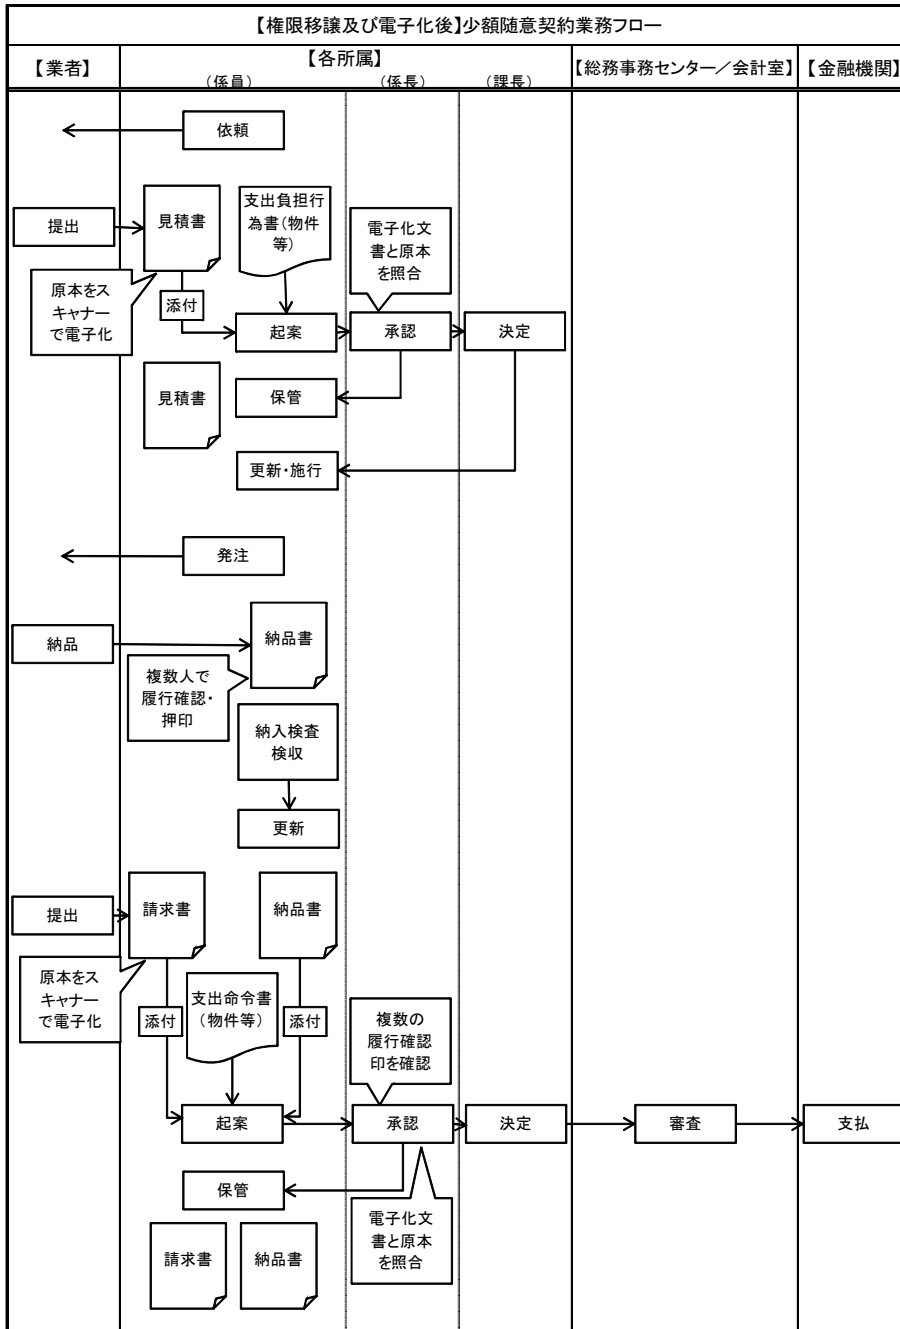 【権限移譲及び電子化後】少額随意契約業務フロー
【業者】
【各所属】
(係員)
(係長)
(課長)
【総務事務センター／会計室】
【金融機関】
依頼
提出
見積書
支出負担行
為書(物件
等)
電子化文
書と原本
を照合
原本をス
キャナー
で電子化
添付
起案
承認
決定
見積書
保管
更新・施行
発注
納品
納品書
複数人で
履行確認・
押印
納入検査
検収
更新
提出
請求書
納品書
原本をス
キャナー
で電子化
添付
支出命令書
(物件等)
添付
複数の
履行確認
印を確認
起案
承認
決定
審査
支払
保管
電子化文
書と原本
を照合
請求書
納品書